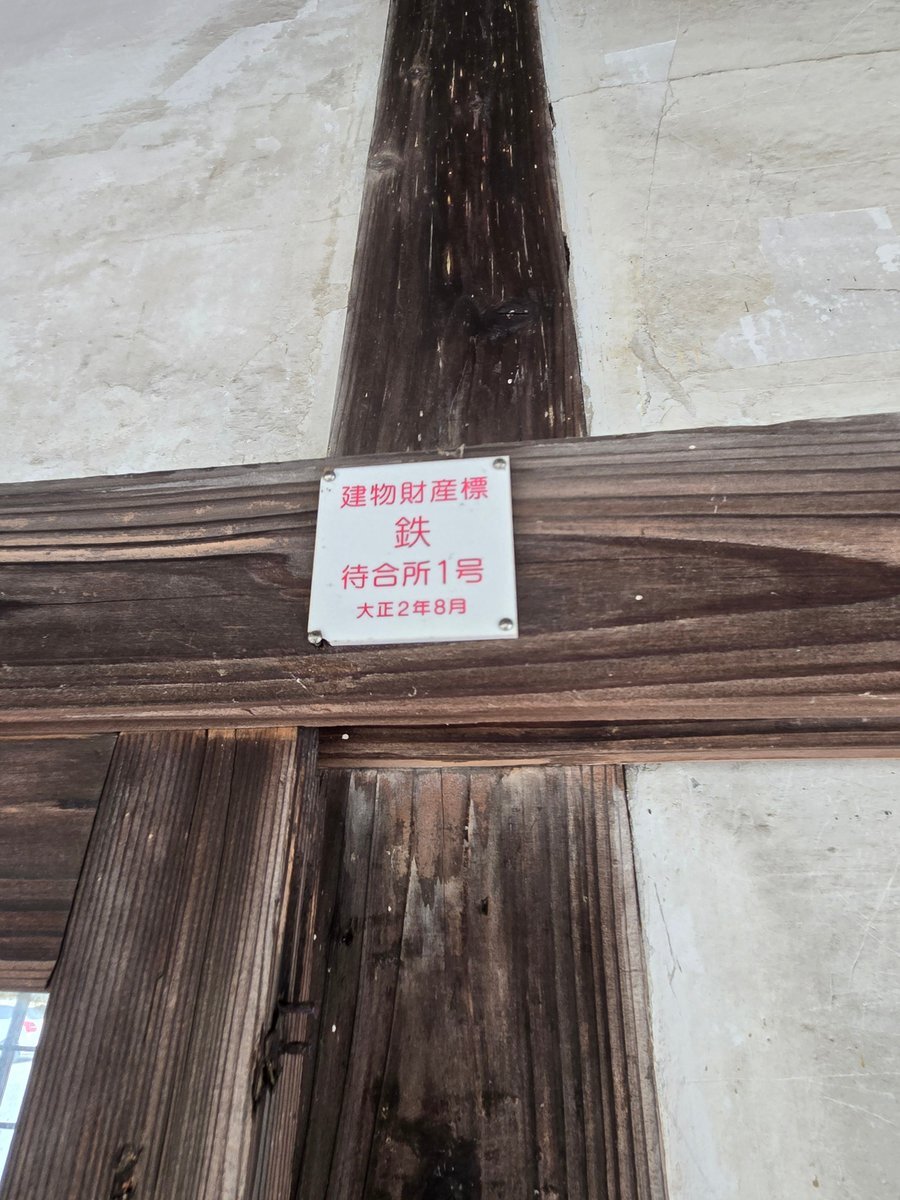 建物財産標
鉄
待合所1号
大正2年8月